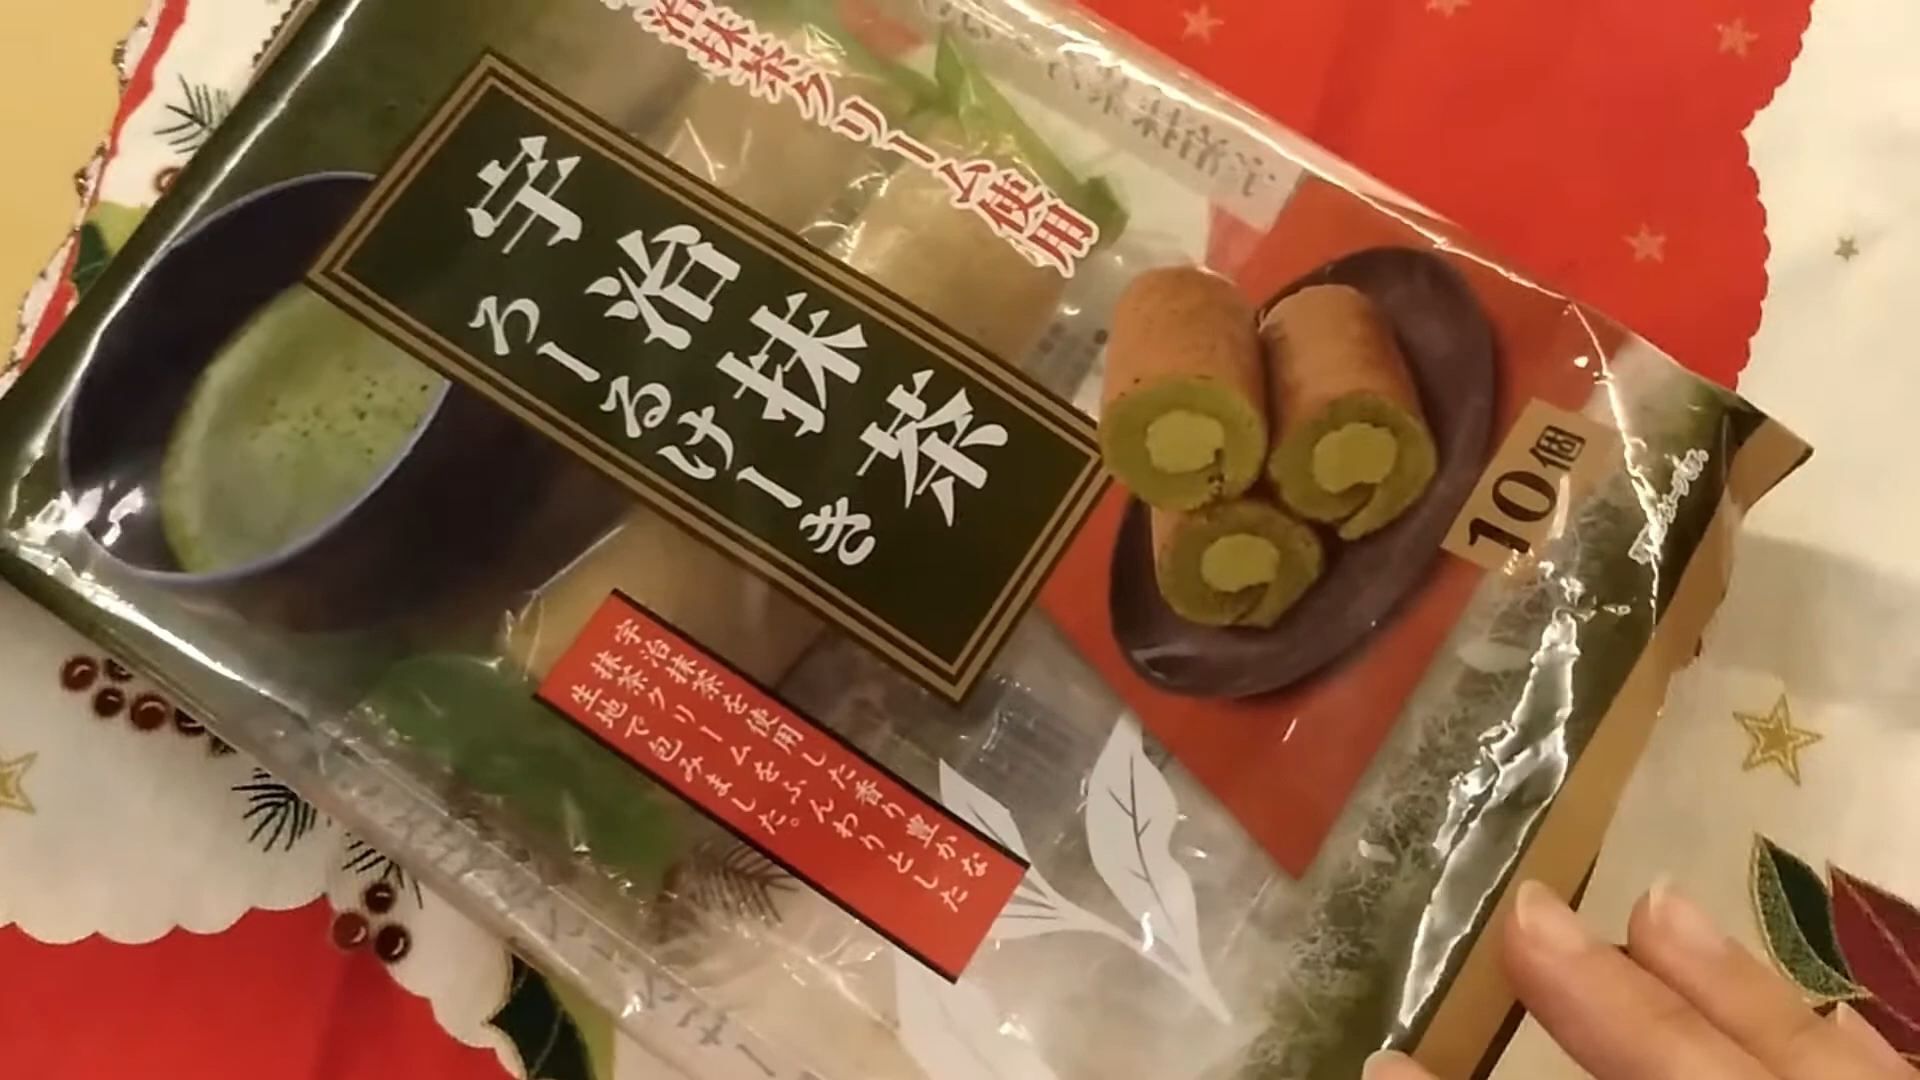 治抹茶クリーム使用
宇治抹茶
ろーるけーき
10個
宇治抹茶を使用した香り豊かな
抹茶クリームをふんわりとした
生地で包みました。